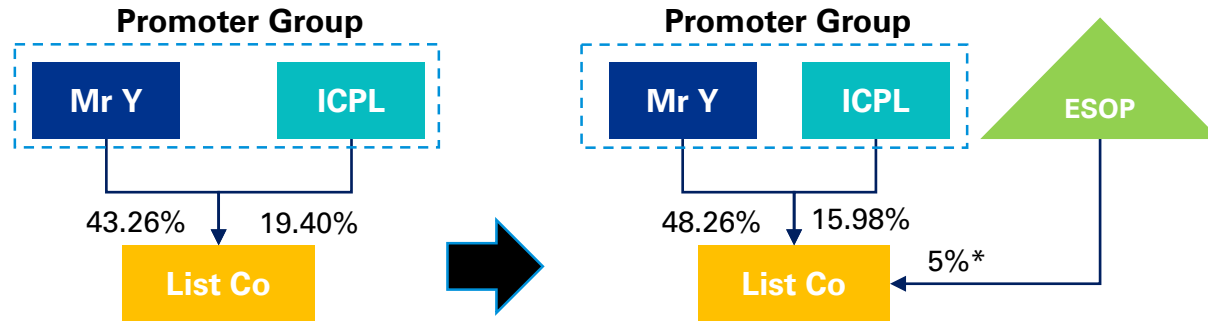 Promoter Group
Mr Y
ICPL
43.26%
19.40%
List Co
Promoter Group
Mr Y
ICPL
ESOP
48.26%
15.98%
5%*
List Co